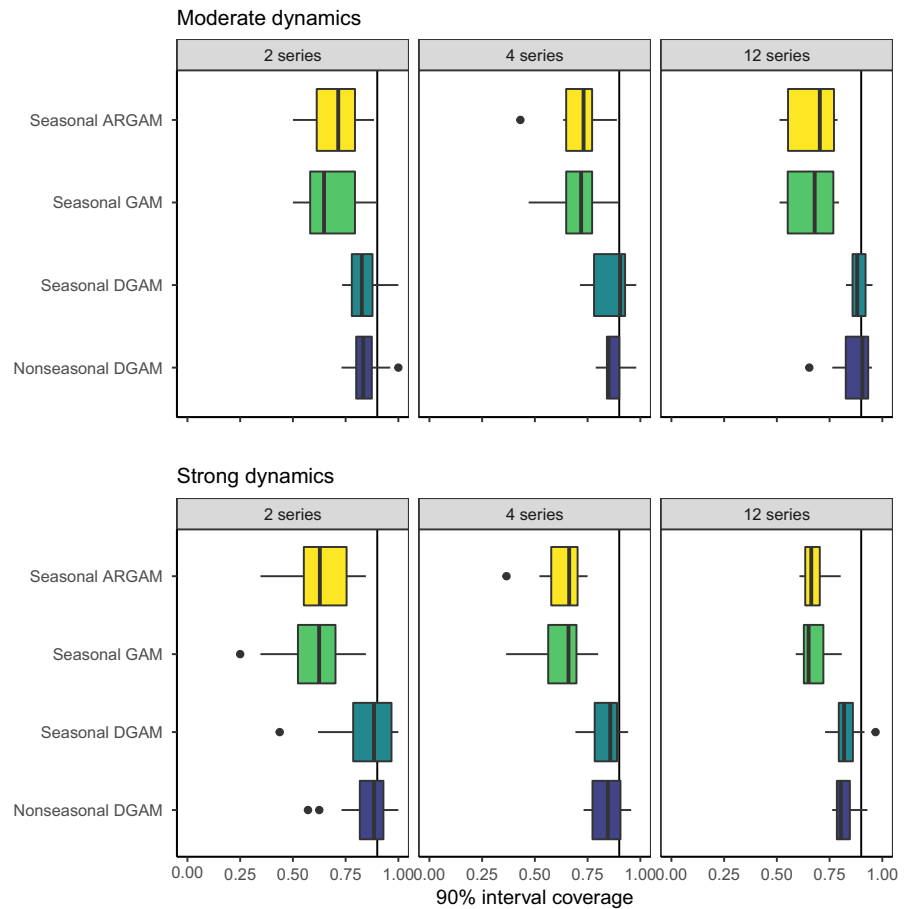 Moderate dynamics
2 series 4 series 12 series
Seasonal ARGAM
Seasonal GAM
Seasonal DGAM
Nonseasonal DGAM
Strong dynamics
2 series 4 series 12 series
Seasonal ARGAM
Seasonal GAM
Seasonal DGAM
Nonseasonal DGAM
0.00 0.25 0.50 0.75 1.00 0.00 0.25 0.50 0.75 1.00 0.00 0.25 0.50 0.75 1.00
90% interval coverage